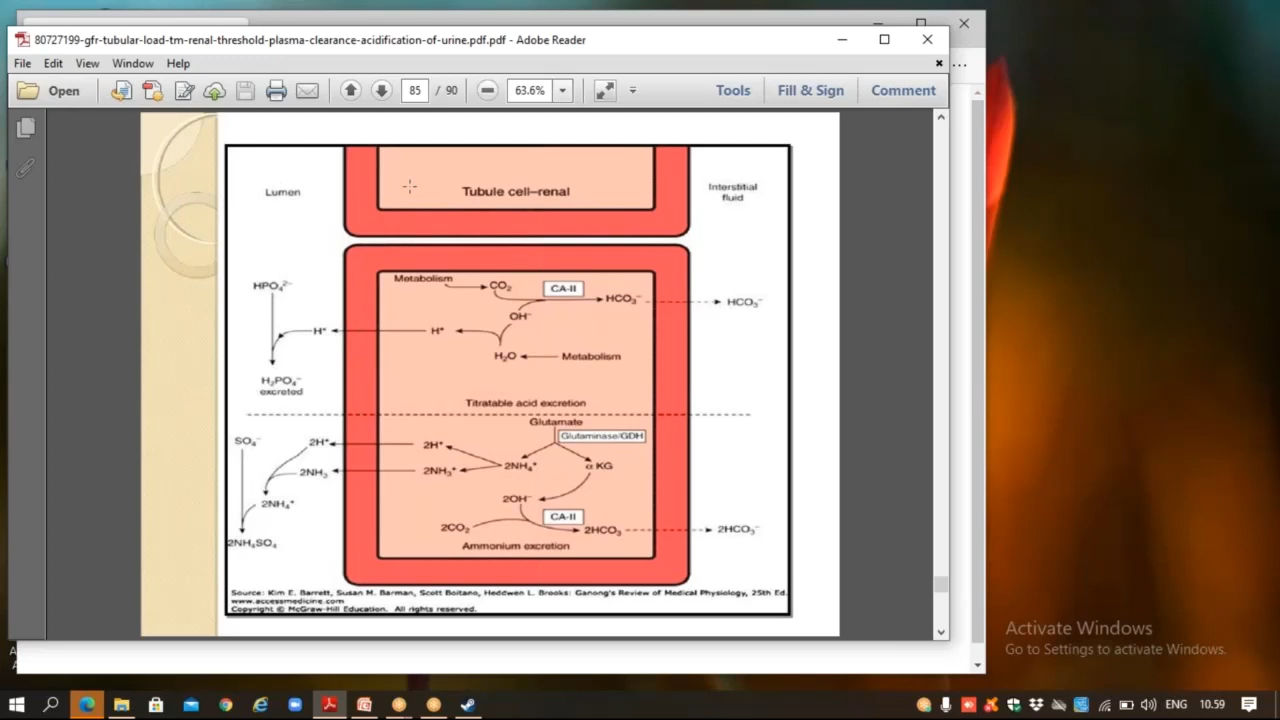 80727199-gfr-tubular-load-tm-renal-threshold-plasma-clearance-acidification-of-urine.pdf.pdf - Adobe Reader
File Edit View Window Help
Open 85 / 90 63.6% Tools Fill & Sign Comment
Lumen
Tubule cell–renal
Interstitial
fluid
HPO₄²⁻
Metabolism
CO₂
CA-II
HCO₃⁻
HCO₃⁻
OH⁻
H⁺
H⁺
H₂O
Metabolism
H₂PO₄⁻
excreted
Titratable acid excretion
Glutamate
Glutaminase/GDH
SO₄⁻
2H⁺
2H⁺
2NH₃
2NH₃⁺
2NH₄⁺
α KG
2NH₄⁺
2OH⁻
CA-II
2CO₂
2HCO₃
2HCO₃⁻
2NH₄SO₄
Ammonium excretion
Source: Kim E. Barrett, Susan M. Barman, Scott Boitano, Heddwen L. Brooks: Ganong's Review of Medical Physiology, 25th Ed.
www.accessmedicine.com
Copyright © McGraw-Hill Education. All rights reserved.
Activate Windows
Go to Settings to activate Windows.
ENG 10.59